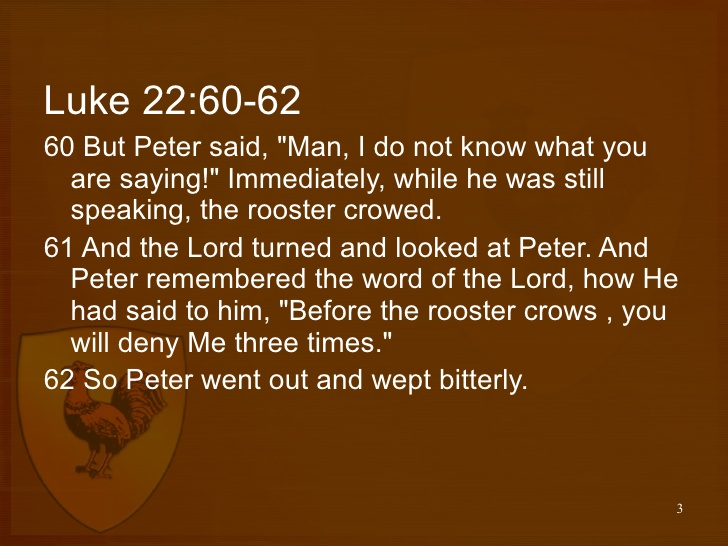 Luke 22:60-62
60 But Peter said, "Man, I do not know what you
are saying!" Immediately, while he was still
speaking, the rooster crowed.
61 And the Lord turned and looked at Peter. And
Peter remembered the word of the Lord, how He
had said to him, "Before the rooster crows , you
will deny Me three times."
62 So Peter went out and wept bitterly.
3